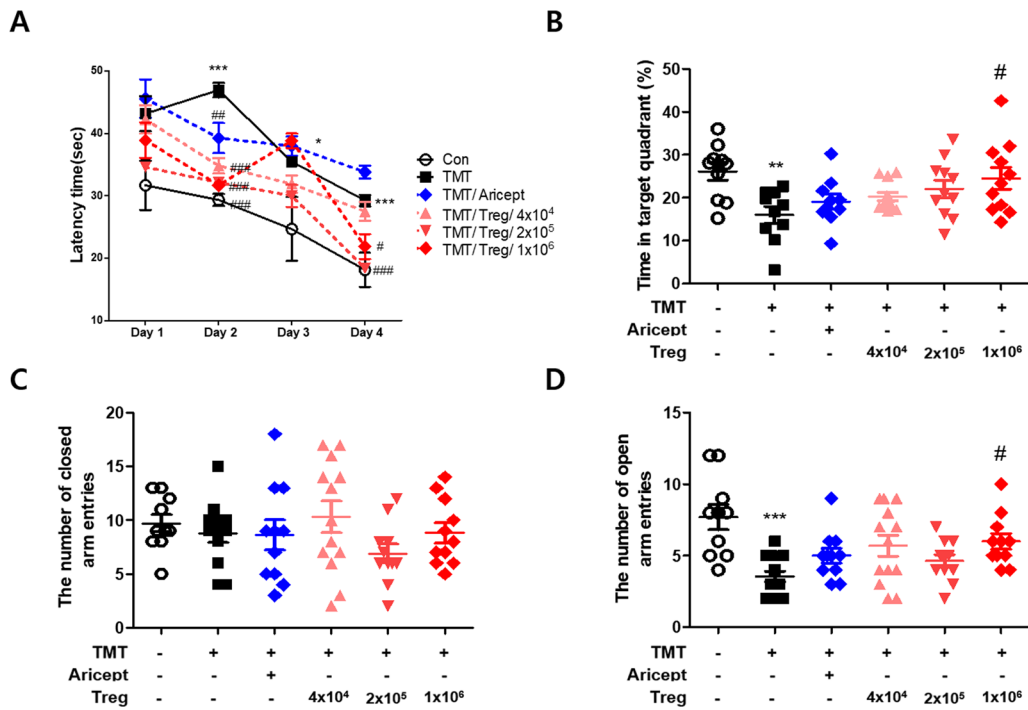 A
Latency time(sec)
50
40
30
20
10
***
##
###
###
###
*
***
#
###
Day 1 Day 2 Day 3 Day 4
Con
TMT
TMT/Aricept
TMT/Treg/ 4x10⁴
TMT/Treg/ 2x10⁵
TMT/Treg/ 1x10⁶
B
Time in target quadrant (%)
50
40
30
20
10
0
**
#
TMT - + + + + +
Aricept - - + - - -
Treg - - - 4x10⁴ 2x10⁵ 1x10⁶
C
The number of closed
arm entries
20
15
10
5
0
TMT - + + + + +
Aricept - - + - - -
Treg - - - 4x10⁴ 2x10⁵ 1x10⁶
D
The number of open
arm entries
15
10
5
0
***
#
TMT - + + + + +
Aricept - - + - - -
Treg - - - 4x10⁴ 2x10⁵ 1x10⁶